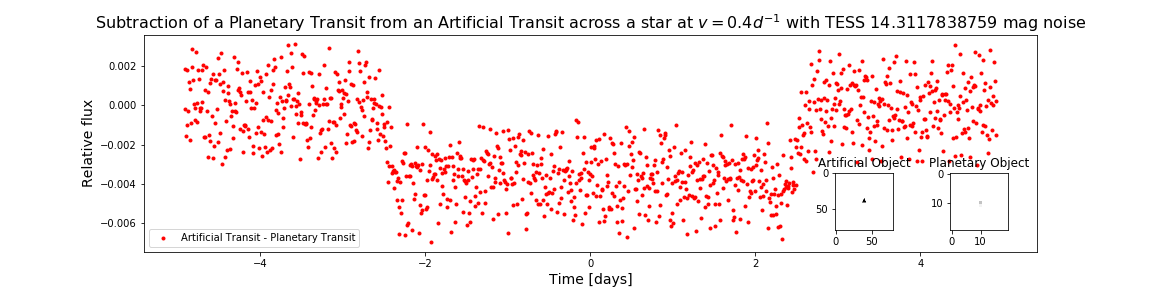 Subtraction of a Planetary Transit from an Artificial Transit across a star at v = 0.4d⁻¹ with TESS 14.3117838759 mag noise
Relative flux
0.002
0.000
−0.002
−0.004
−0.006
Artificial Transit - Planetary Transit
Artificial Object
0
50
0 50
Planetary Object
0
10
0 10
−4 −2 0 2 4
Time [days]